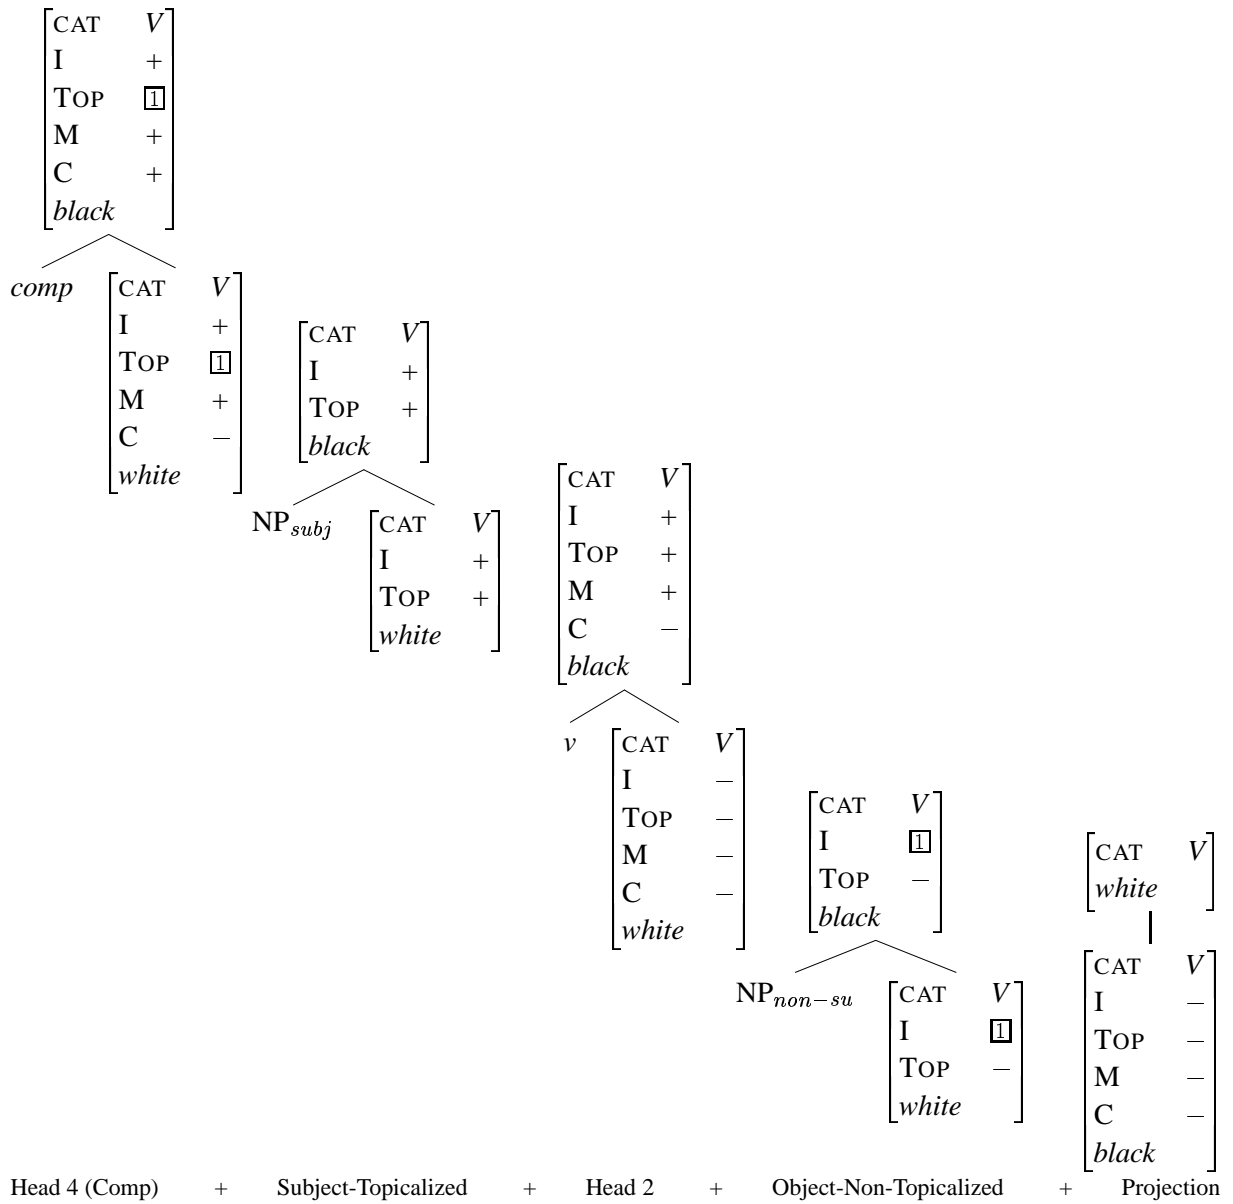 CAT V
I +
TOP 1
M +
C +
black
comp
CAT V
I +
TOP 1
M +
C −
white
CAT V
I +
TOP +
black
NP_subj
CAT V
I +
TOP +
white
CAT V
I +
TOP +
M +
C −
black
v
CAT V
I −
TOP −
M −
C −
white
CAT V
I 1
TOP −
black
NP_non−su
CAT V
I 1
TOP −
white
CAT V
white
CAT V
I −
TOP −
M −
C −
black
Head 4 (Comp) + Subject-Topicalized + Head 2 + Object-Non-Topicalized + Projection